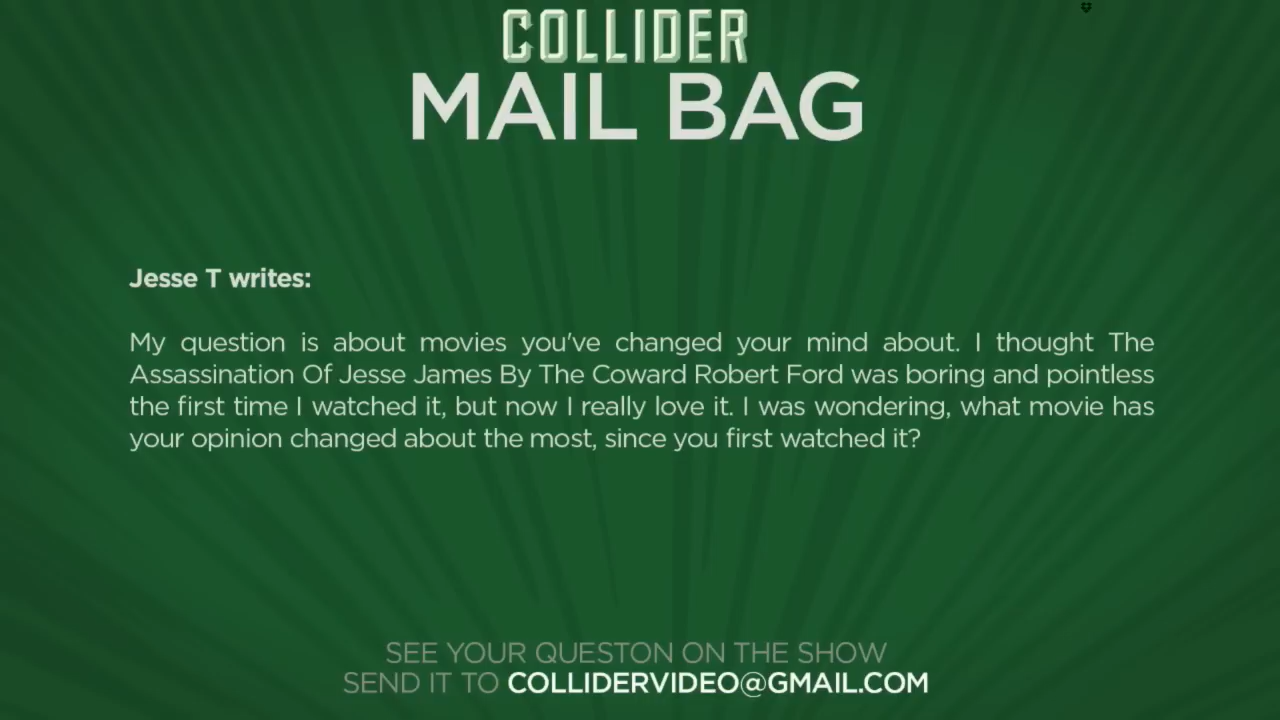 COLLIDER
MAIL BAG
Jesse T writes:
My question is about movies you've changed your mind about. I thought The
Assassination Of Jesse James By The Coward Robert Ford was boring and pointless
the first time I watched it, but now I really love it. I was wondering, what movie has
your opinion changed about the most, since you first watched it?
SEE YOUR QUESTON ON THE SHOW
SEND IT TO COLLIDERVIDEO@GMAIL.COM